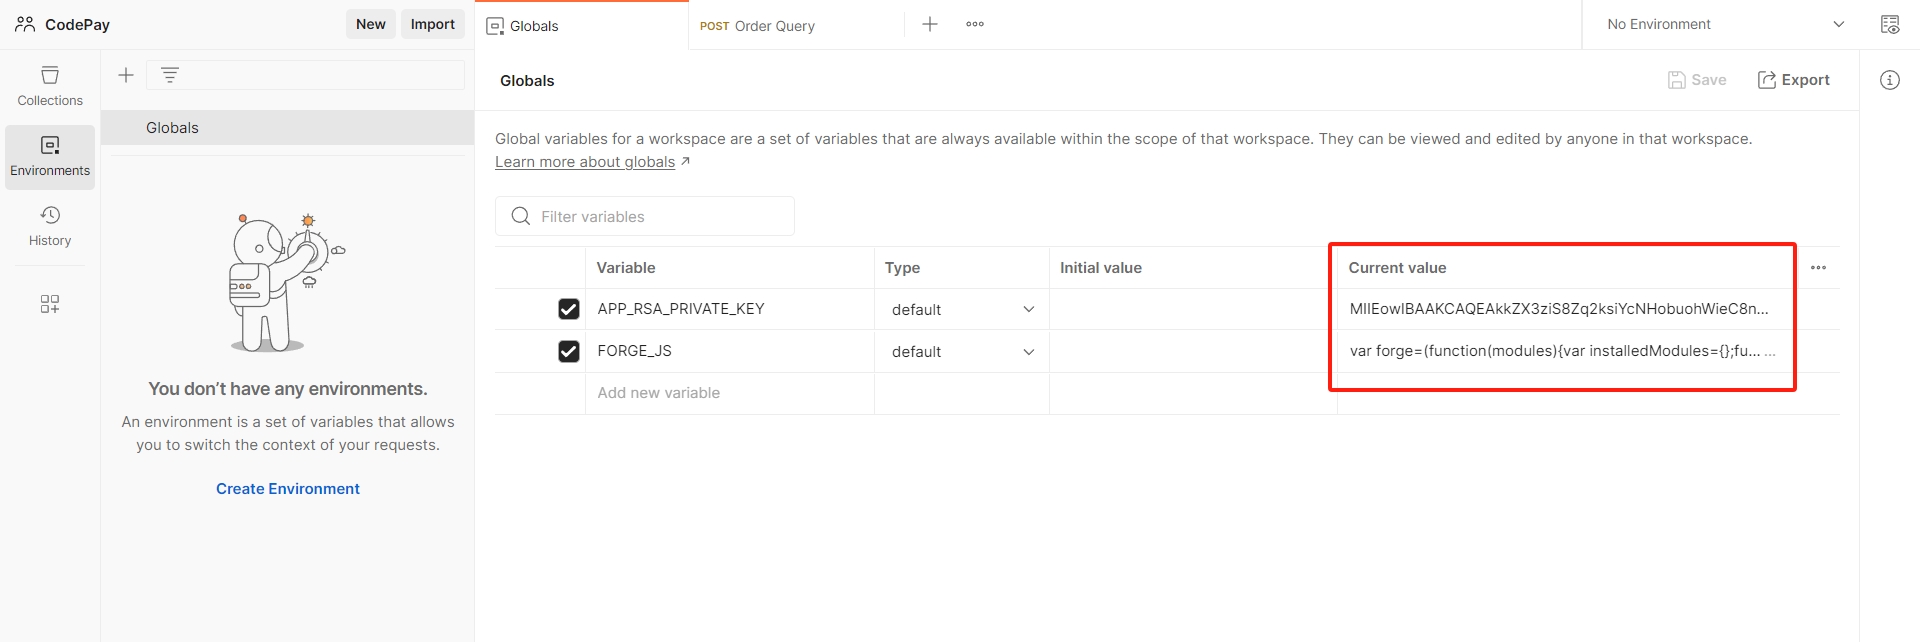 CodePay
New
Import
Globals
POST Order Query
No Environment
Collections
Environments
History
Globals
You don't have any environments.
An environment is a set of variables that allows
you to switch the context of your requests.
Create Environment
Globals
Save
Export
Global variables for a workspace are a set of variables that are always available within the scope of that workspace. They can be viewed and edited by anyone in that workspace.
Learn more about globals ↗
Filter variables
Variable Type Initial value Current value
APP_RSA_PRIVATE_KEY default MIIEowIBAAKCAQEAkkZX3ziS8Zq2ksiYcNHobuohWieC8n...
FORGE_JS default var forge=(function(modules){var installedModules={};fu... ...
Add new variable